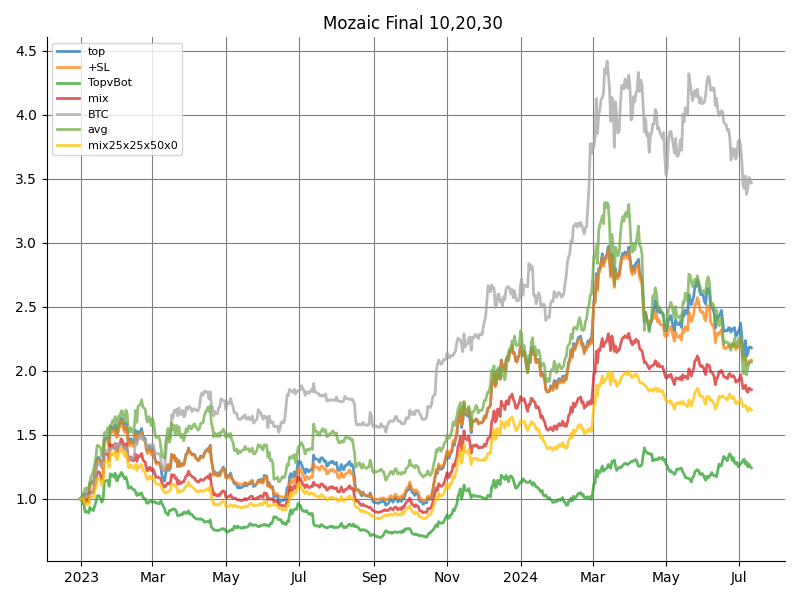 Mozaic Final 10,20,30
top
+SL
TopvBot
mix
BTC
avg
mix25x25x50x0
4.5
4.0
3.5
3.0
2.5
2.0
1.5
1.0
2023 Mar May Jul Sep Nov 2024 Mar May Jul